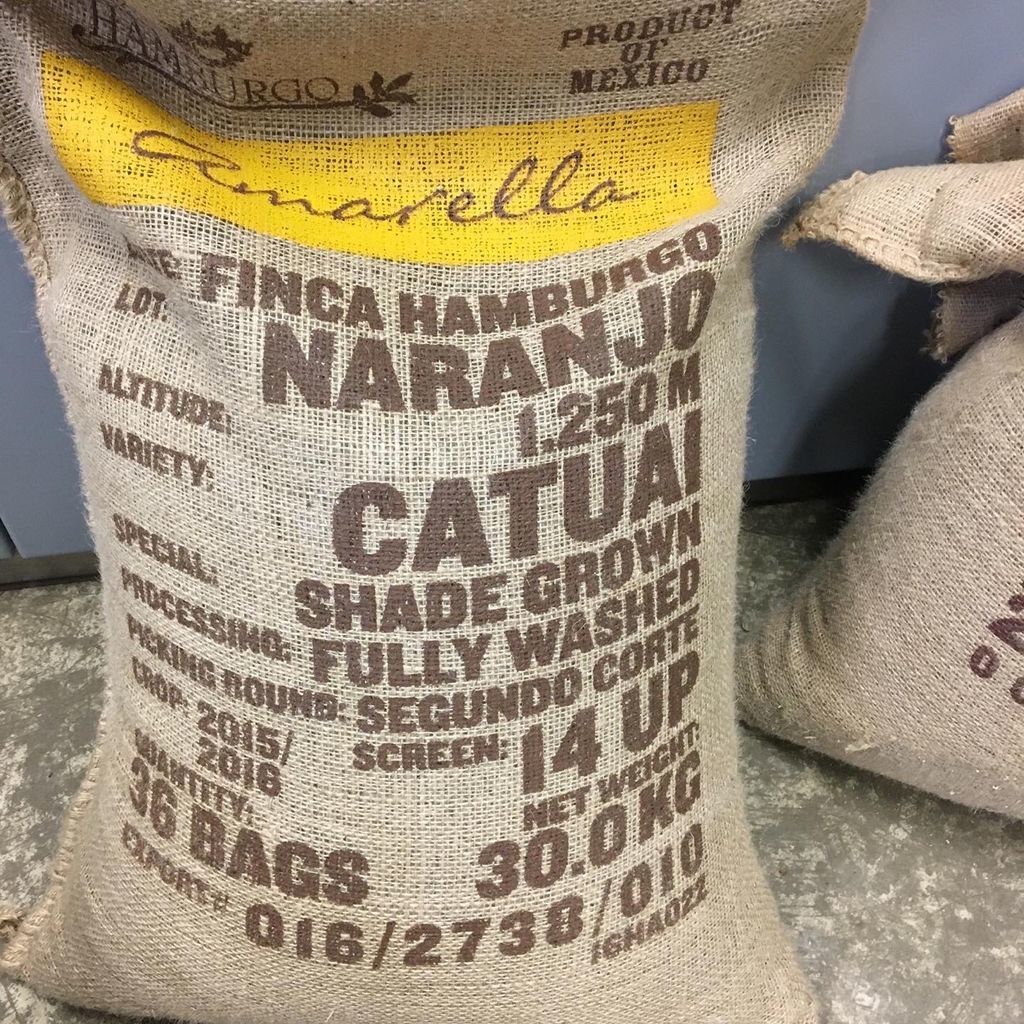 HAMBURGO
PRODUCT
OF
MEXICO
Amarella
FINCA HAMBURGO
LOT: NARANJO
ALTITUDE: 1.250 M
VARIETY: CATUAI
SPECIAL: SHADE GROWN
PROCESSING: FULLY WASHED
PICKING ROUND: SEGUNDO CORTE
CROP: 2015/
2016
SCREEN: 14 UP
QUANTITY:
36 BAGS
NET WEIGHT:
30.0 KG
EXPORT#: 016/2738/010